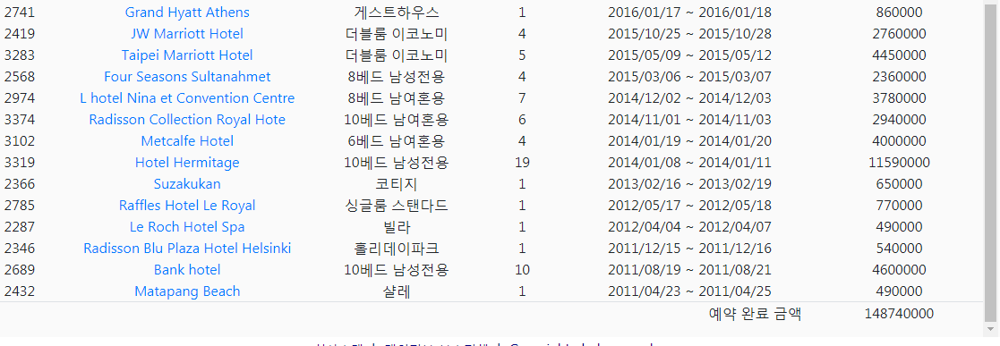 2741 Grand Hyatt Athens 게스트하우스 1 2016/01/17 ~ 2016/01/18 860000
2419 JW Marriott Hotel 더블룸 이코노미 4 2015/10/25 ~ 2015/10/28 2760000
3283 Taipei Marriott Hotel 더블룸 이코노미 5 2015/05/09 ~ 2015/05/12 4450000
2568 Four Seasons Sultanahmet 8베드 남성전용 4 2015/03/06 ~ 2015/03/07 2360000
2974 L hotel Nina et Convention Centre 8베드 남여혼용 7 2014/12/02 ~ 2014/12/03 3780000
3374 Radisson Collection Royal Hote 10베드 남여혼용 6 2014/11/01 ~ 2014/11/03 2940000
3102 Metcalfe Hotel 6베드 남여혼용 4 2014/01/19 ~ 2014/01/20 4000000
3319 Hotel Hermitage 10베드 남성전용 19 2014/01/08 ~ 2014/01/11 11590000
2366 Suzakukan 코티지 1 2013/02/16 ~ 2013/02/19 650000
2785 Raffles Hotel Le Royal 싱글룸 스탠다드 1 2012/05/17 ~ 2012/05/18 770000
2287 Le Roch Hotel Spa 빌라 1 2012/04/04 ~ 2012/04/07 490000
2346 Radisson Blu Plaza Hotel Helsinki 홀리데이파크 1 2011/12/15 ~ 2011/12/16 540000
2689 Bank hotel 10베드 남성전용 10 2011/08/19 ~ 2011/08/21 4600000
2432 Matapang Beach 샬레 1 2011/04/23 ~ 2011/04/25 490000
예약 완료 금액 148740000